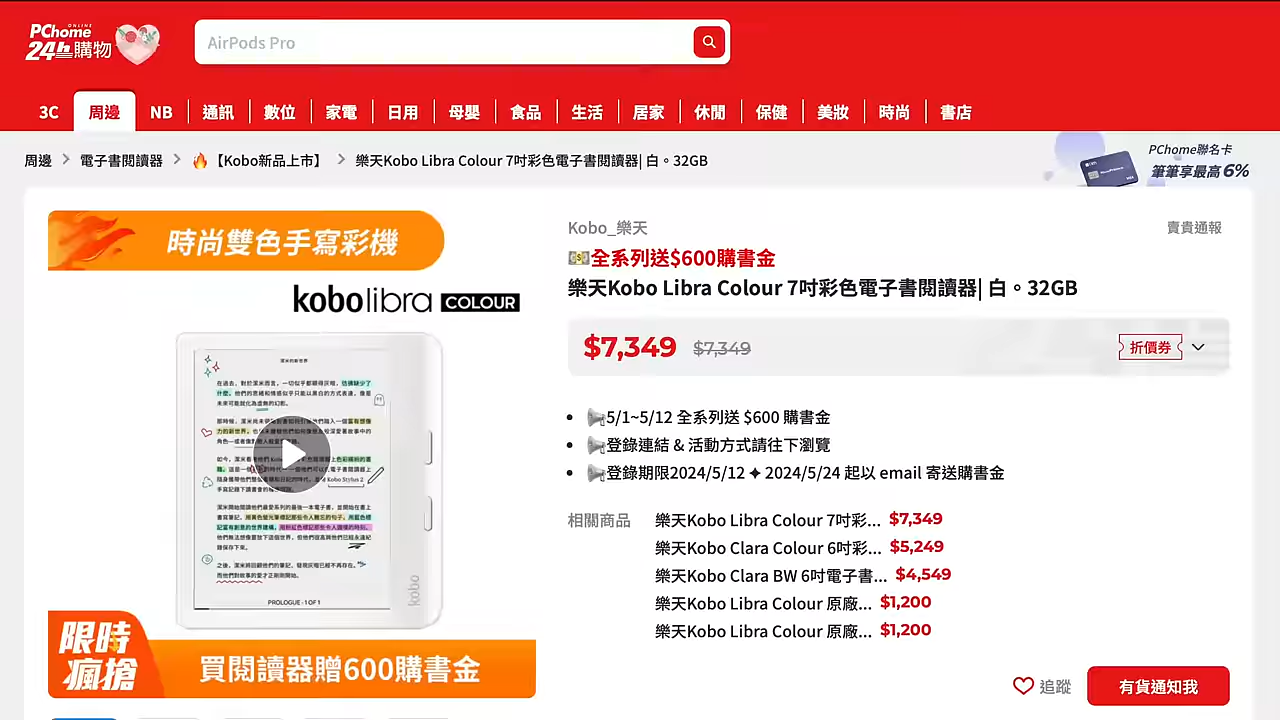 PChome ONLINE
24h購物
AirPods Pro
3C
周邊
NB
通訊
數位
家電
日用
母嬰
食品
生活
居家
休閒
保健
美妝
時尚
書店
周邊 > 電子書閱讀器 > 🔥【Kobo新品上市】 > 樂天Kobo Libra Colour 7吋彩色電子書閱讀器| 白。32GB
PChome聯名卡
筆筆享最高6%
時尚雙色手寫彩機
kobo libra COLOUR
潔米的新世界
PROLOGUE · 1 OF 1
kobo
限時
瘋搶
買閱讀器贈600購書金
Kobo_樂天
賣貴通報
💵全系列送$600購書金
樂天Kobo Libra Colour 7吋彩色電子書閱讀器| 白。32GB
$7,349 $7,349
折價券
• 📢5/1~5/12 全系列送 $600 購書金
• 📢登錄連結 & 活動方式請往下瀏覽
• 📢登錄期限2024/5/12 ✦ 2024/5/24 起以 email 寄送購書金
相關商品
樂天Kobo Libra Colour 7吋彩... $7,349
樂天Kobo Clara Colour 6吋彩... $5,249
樂天Kobo Clara BW 6吋電子書... $4,549
樂天Kobo Libra Colour 原廠... $1,200
樂天Kobo Libra Colour 原廠... $1,200
追蹤
有貨通知我